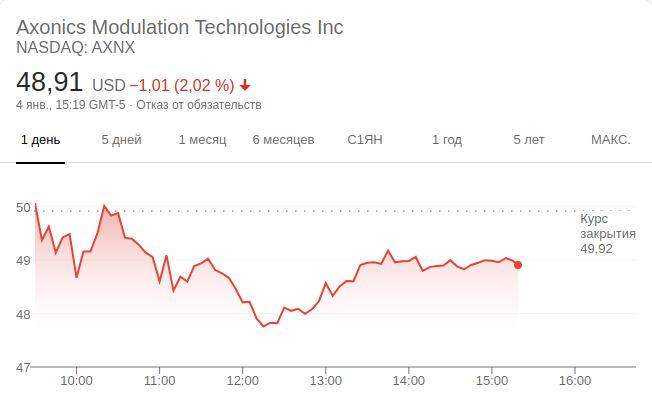 Axonics Modulation Technologies Inc
NASDAQ: AXNX
48,91 USD −1,01 (2,02 %)
4 янв., 15:19 GMT-5 · Отказ от обязательств
1 день 5 дней 1 месяц 6 месяцев С1ЯН 1 год 5 лет МАКС.
50
Курс
закрытия
49,92
49
48
47
10:00 11:00 12:00 13:00 14:00 15:00 16:00